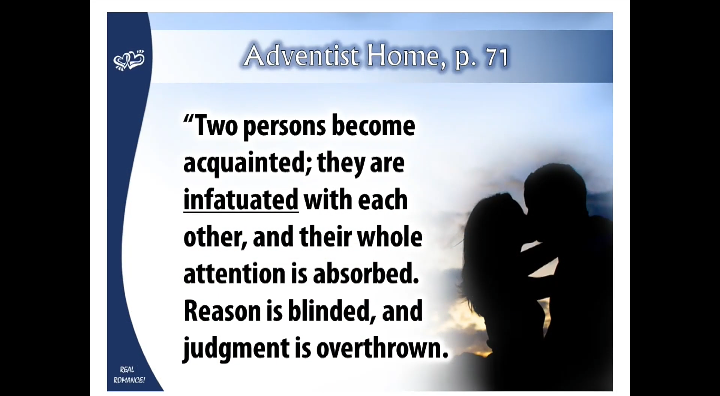 Adventist Home, p. 71
“Two persons become
acquainted; they are
infatuated with each
other, and their whole
attention is absorbed.
Reason is blinded, and
judgment is overthrown.
REAL
ROMANCE!